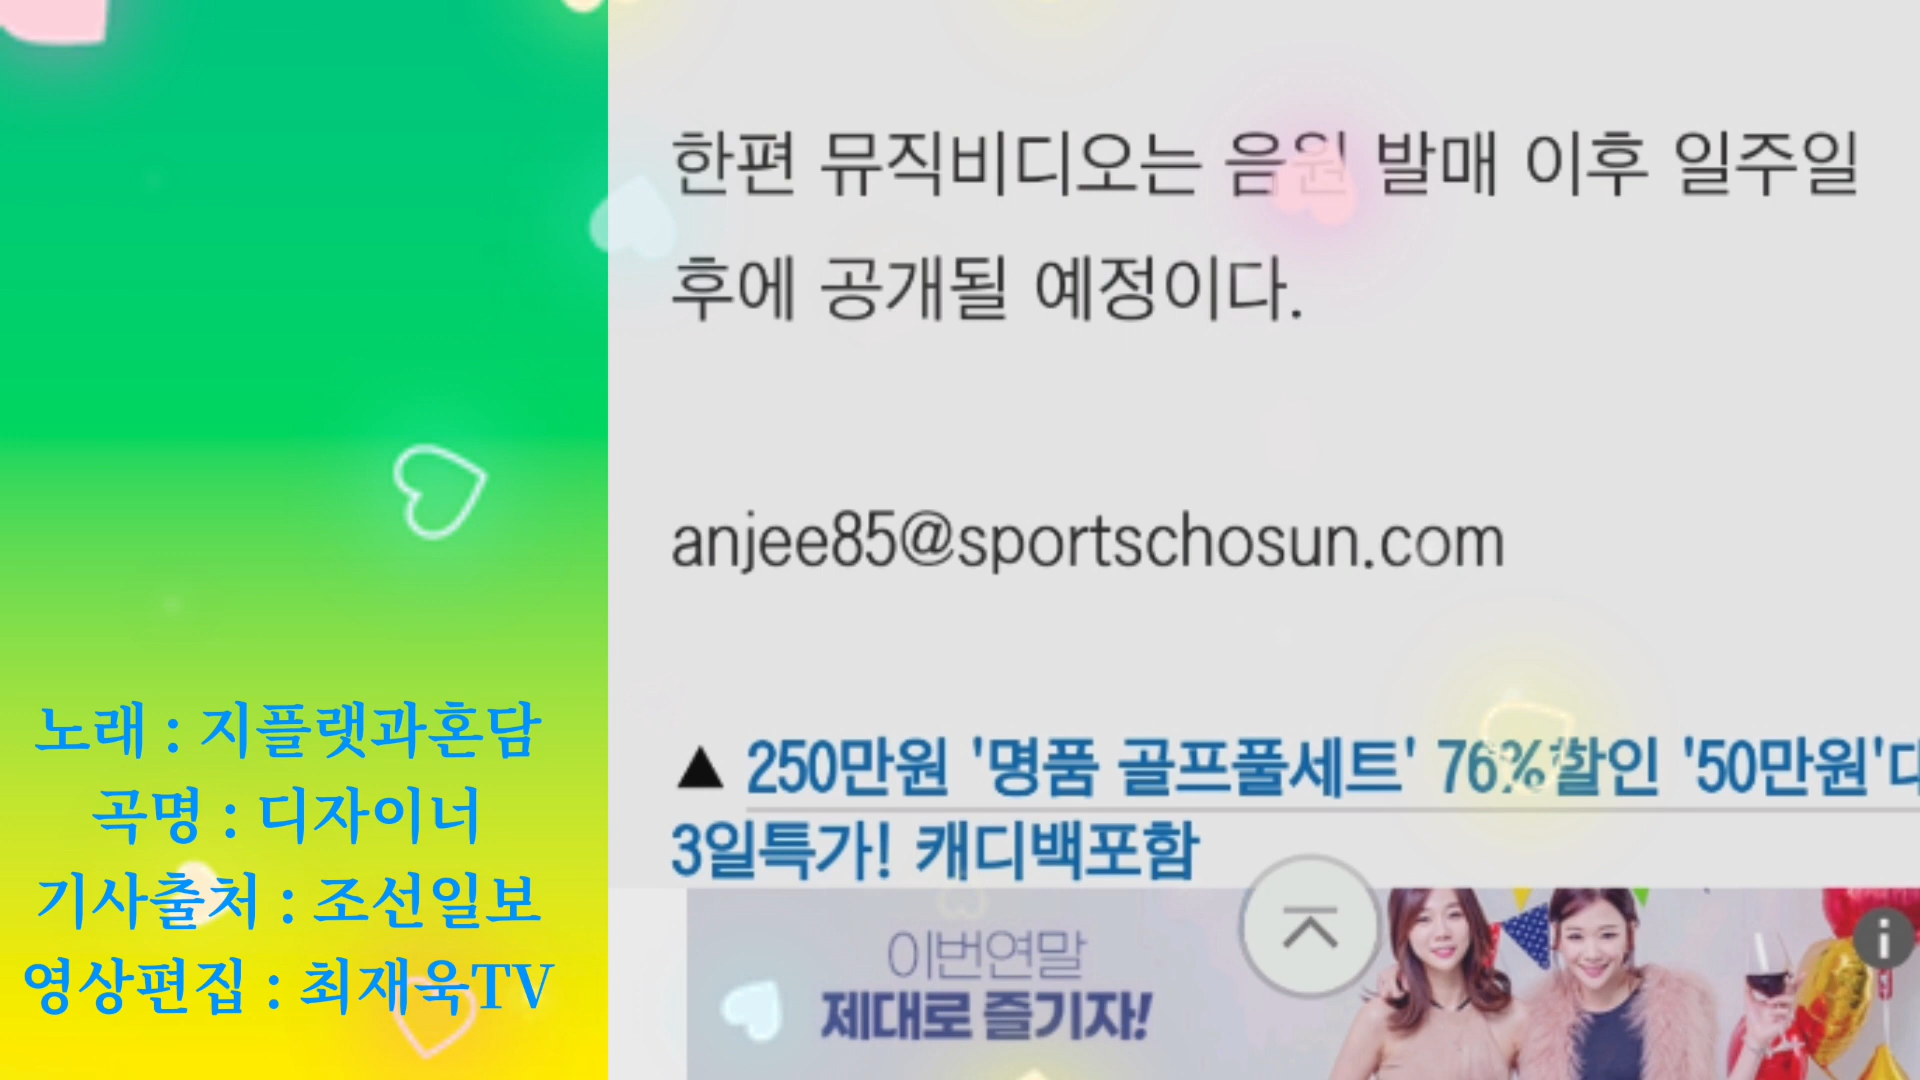 한편 뮤직비디오는 음원 발매 이후 일주일
후에 공개될 예정이다.
anjee85@sportschosun.com
▲ 250만원 '명품 골프풀세트' 76%할인 '50만원'대
3일특가! 캐디백포함
이번연말
제대로 즐기자!
노래 : 지플랫과혼담
곡명 : 디자이너
기사출처 : 조선일보
영상편집 : 최재욱TV